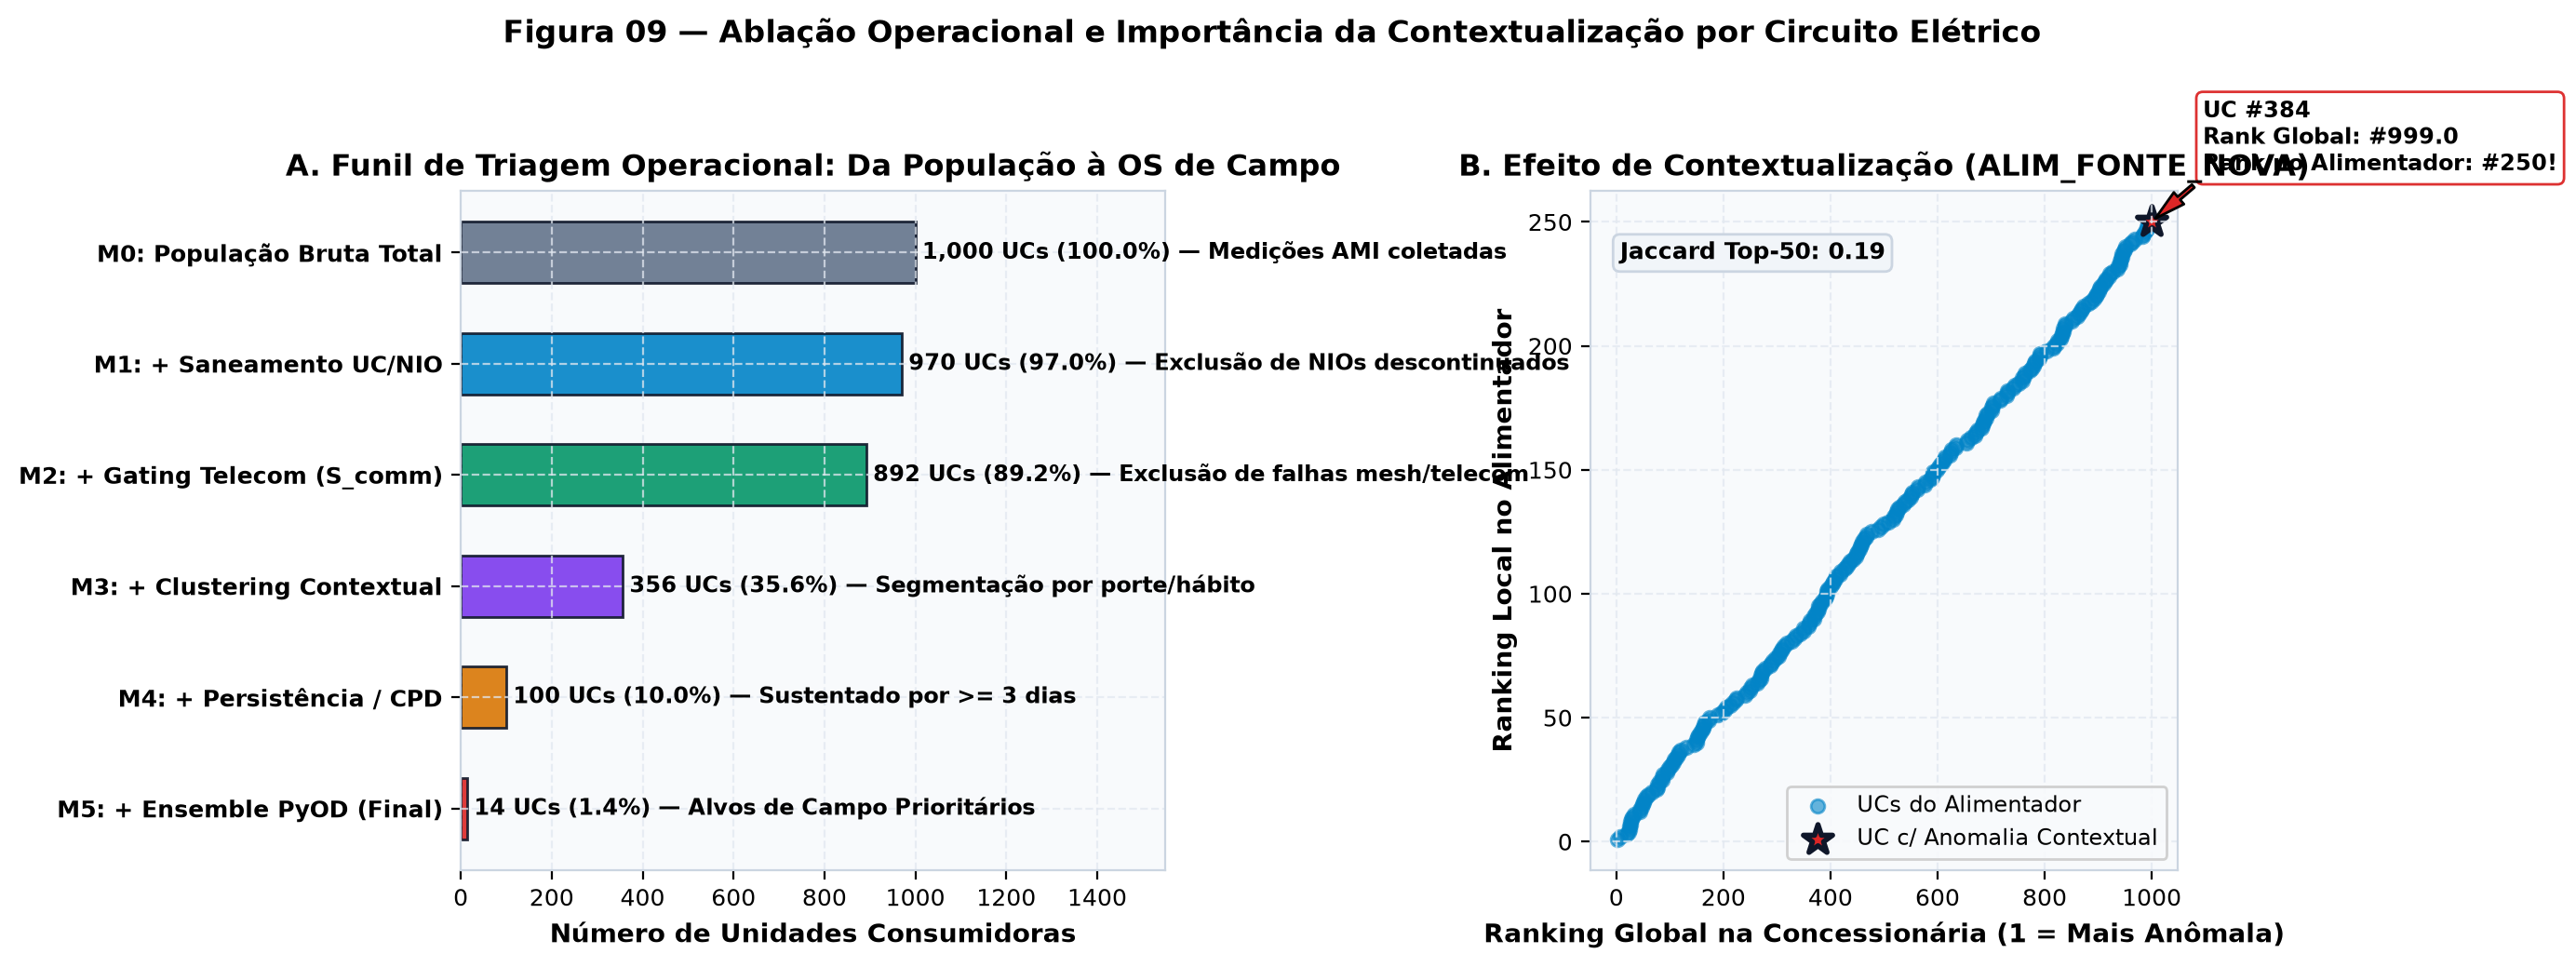 Figura 09 — Ablação Operacional e Importância da Contextualização por Circuito Elétrico
A. Funil de Triagem Operacional: Da População à OS de Campo
M0: População Bruta Total
1,000 UCs (100.0%) — Medições AMI coletadas
M1: + Saneamento UC/NIO
970 UCs (97.0%) — Exclusão de NIOs descontinuados
M2: + Gating Telecom (S_comm)
892 UCs (89.2%) — Exclusão de falhas mesh/telecom
M3: + Clustering Contextual
356 UCs (35.6%) — Segmentação por porte/hábito
M4: + Persistência / CPD
100 UCs (10.0%) — Sustentado por >= 3 dias
M5: + Ensemble PyOD (Final)
14 UCs (1.4%) — Alvos de Campo Prioritários
0 200 400 600 800 1000 1200 1400
Número de Unidades Consumidoras
B. Efeito de Contextualização (ALIM_FONTE_NOVA)
UC #384
Rank Global: #999.0
Rank no Alimentador: #250!
Jaccard Top-50: 0.19
Ranking Local no Alimentador
250
200
150
100
50
0
UCs do Alimentador
UC c/ Anomalia Contextual
0 200 400 600 800 1000
Ranking Global na Concessionária (1 = Mais Anômala)